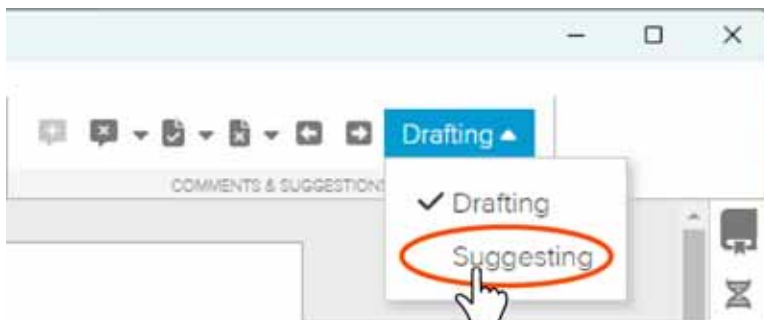 Drafting
COMMENTS & SUGGESTIONS
Drafting
Suggesting